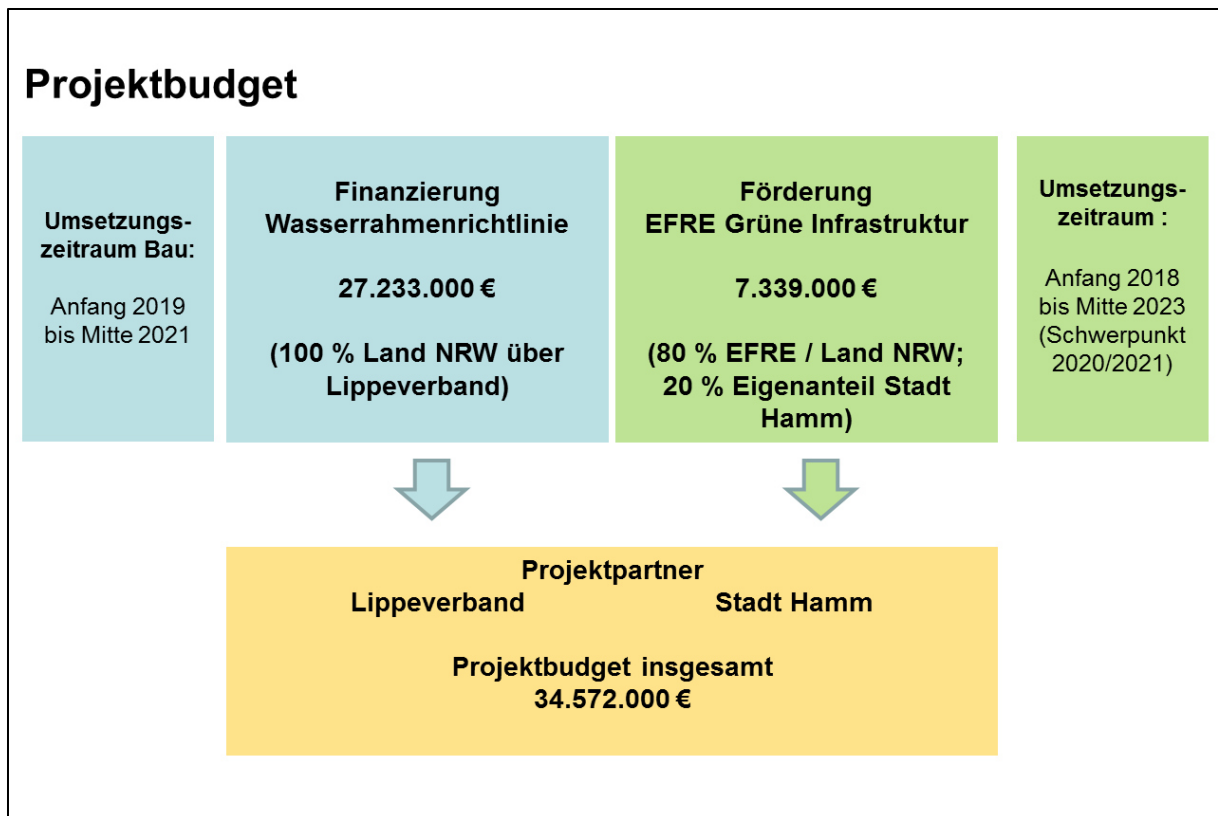 Projektbudget
Umsetzungs-
zeitraum Bau:
Anfang 2019
bis Mitte 2021
Finanzierung
Wasserrahmenrichtlinie
27.233.000 €
(100 % Land NRW über
Lippeverband)
Förderung
EFRE Grüne Infrastruktur
7.339.000 €
(80 % EFRE / Land NRW;
20 % Eigenanteil Stadt
Hamm)
Umsetzungs-
zeitraum :
Anfang 2018
bis Mitte 2023
(Schwerpunkt
2020/2021)
Projektpartner
Lippeverband Stadt Hamm
Projektbudget insgesamt
34.572.000 €